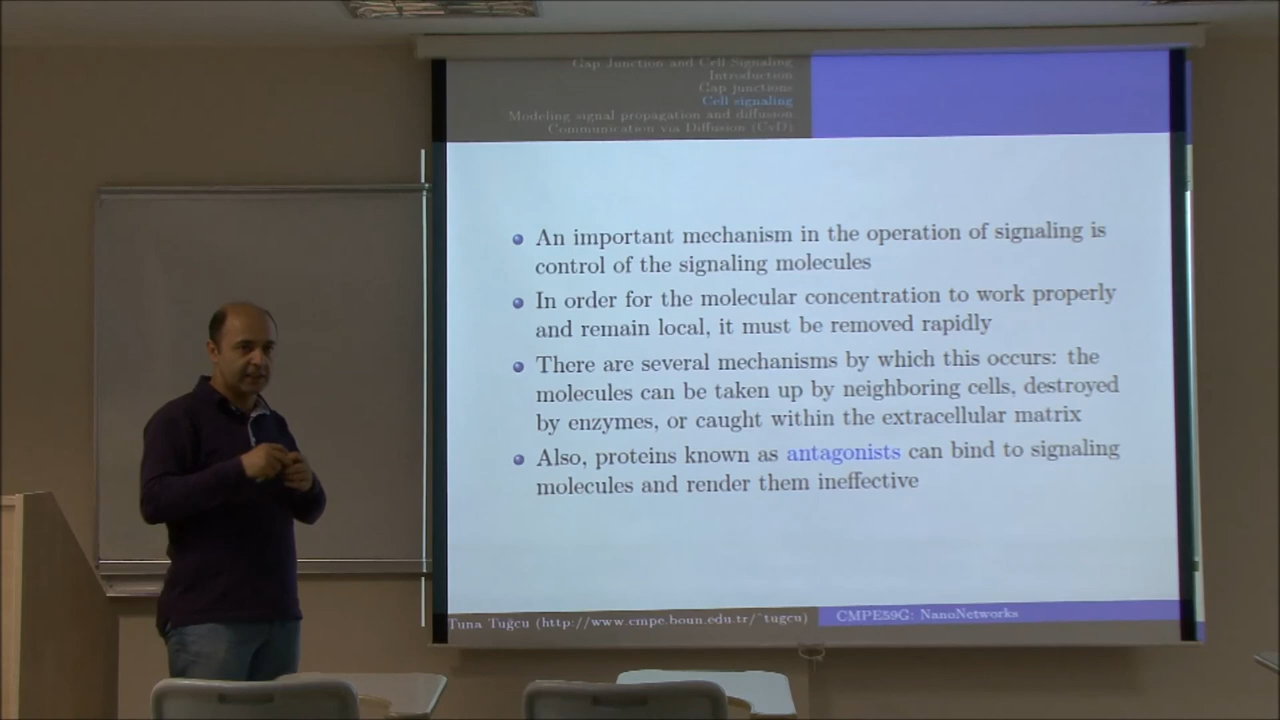 Gap Junction and Cell Signaling
Introduction
Gap junctions
Cell signaling
Modeling signal propagation and diffusion
Communication via Diffusion (CvD)
An important mechanism in the operation of signaling is
control of the signaling molecules
In order for the molecular concentration to work properly
and remain local, it must be removed rapidly
There are several mechanisms by which this occurs: the
molecules can be taken up by neighboring cells, destroyed
by enzymes, or caught within the extracellular matrix
Also, proteins known as antagonists can bind to signaling
molecules and render them ineffective
Tuna Tuğcu (http://www.cmpe.boun.edu.tr/~tugcu)
CMPE59G: NanoNetworks